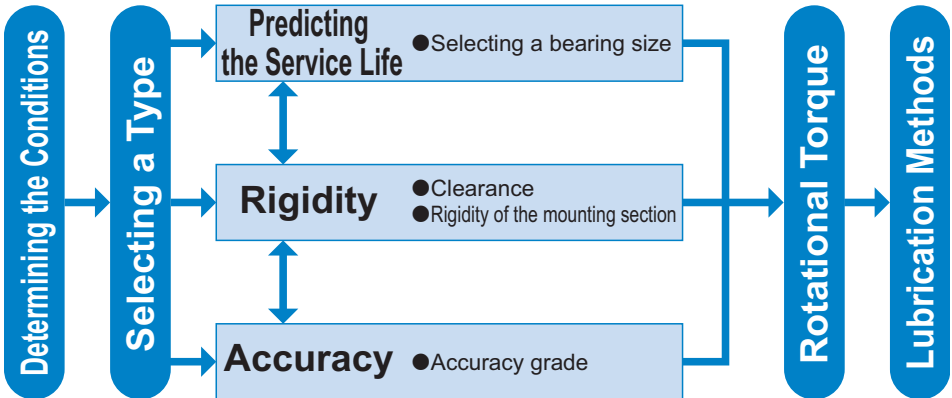 Determining the Conditions
Selecting a Type
Predicting
the Service Life
●Selecting a bearing size
Rigidity
●Clearance
●Rigidity of the mounting section
Accuracy
●Accuracy grade
Rotational Torque
Lubrication Methods